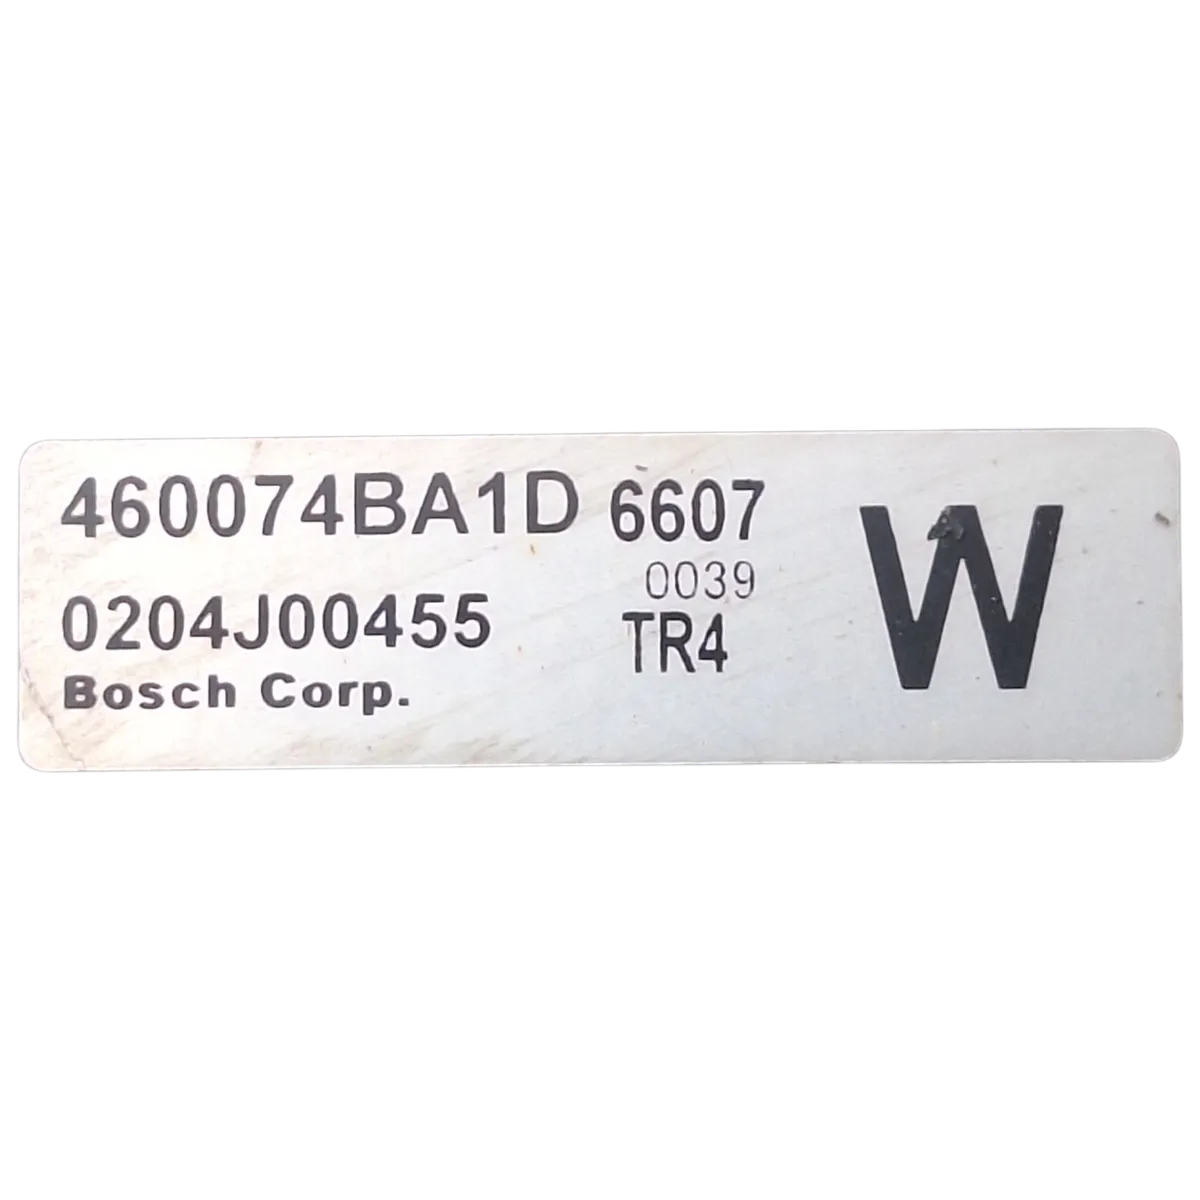 460074BA1D 6607
0039
0204J00455 TR4
Bosch Corp.
W